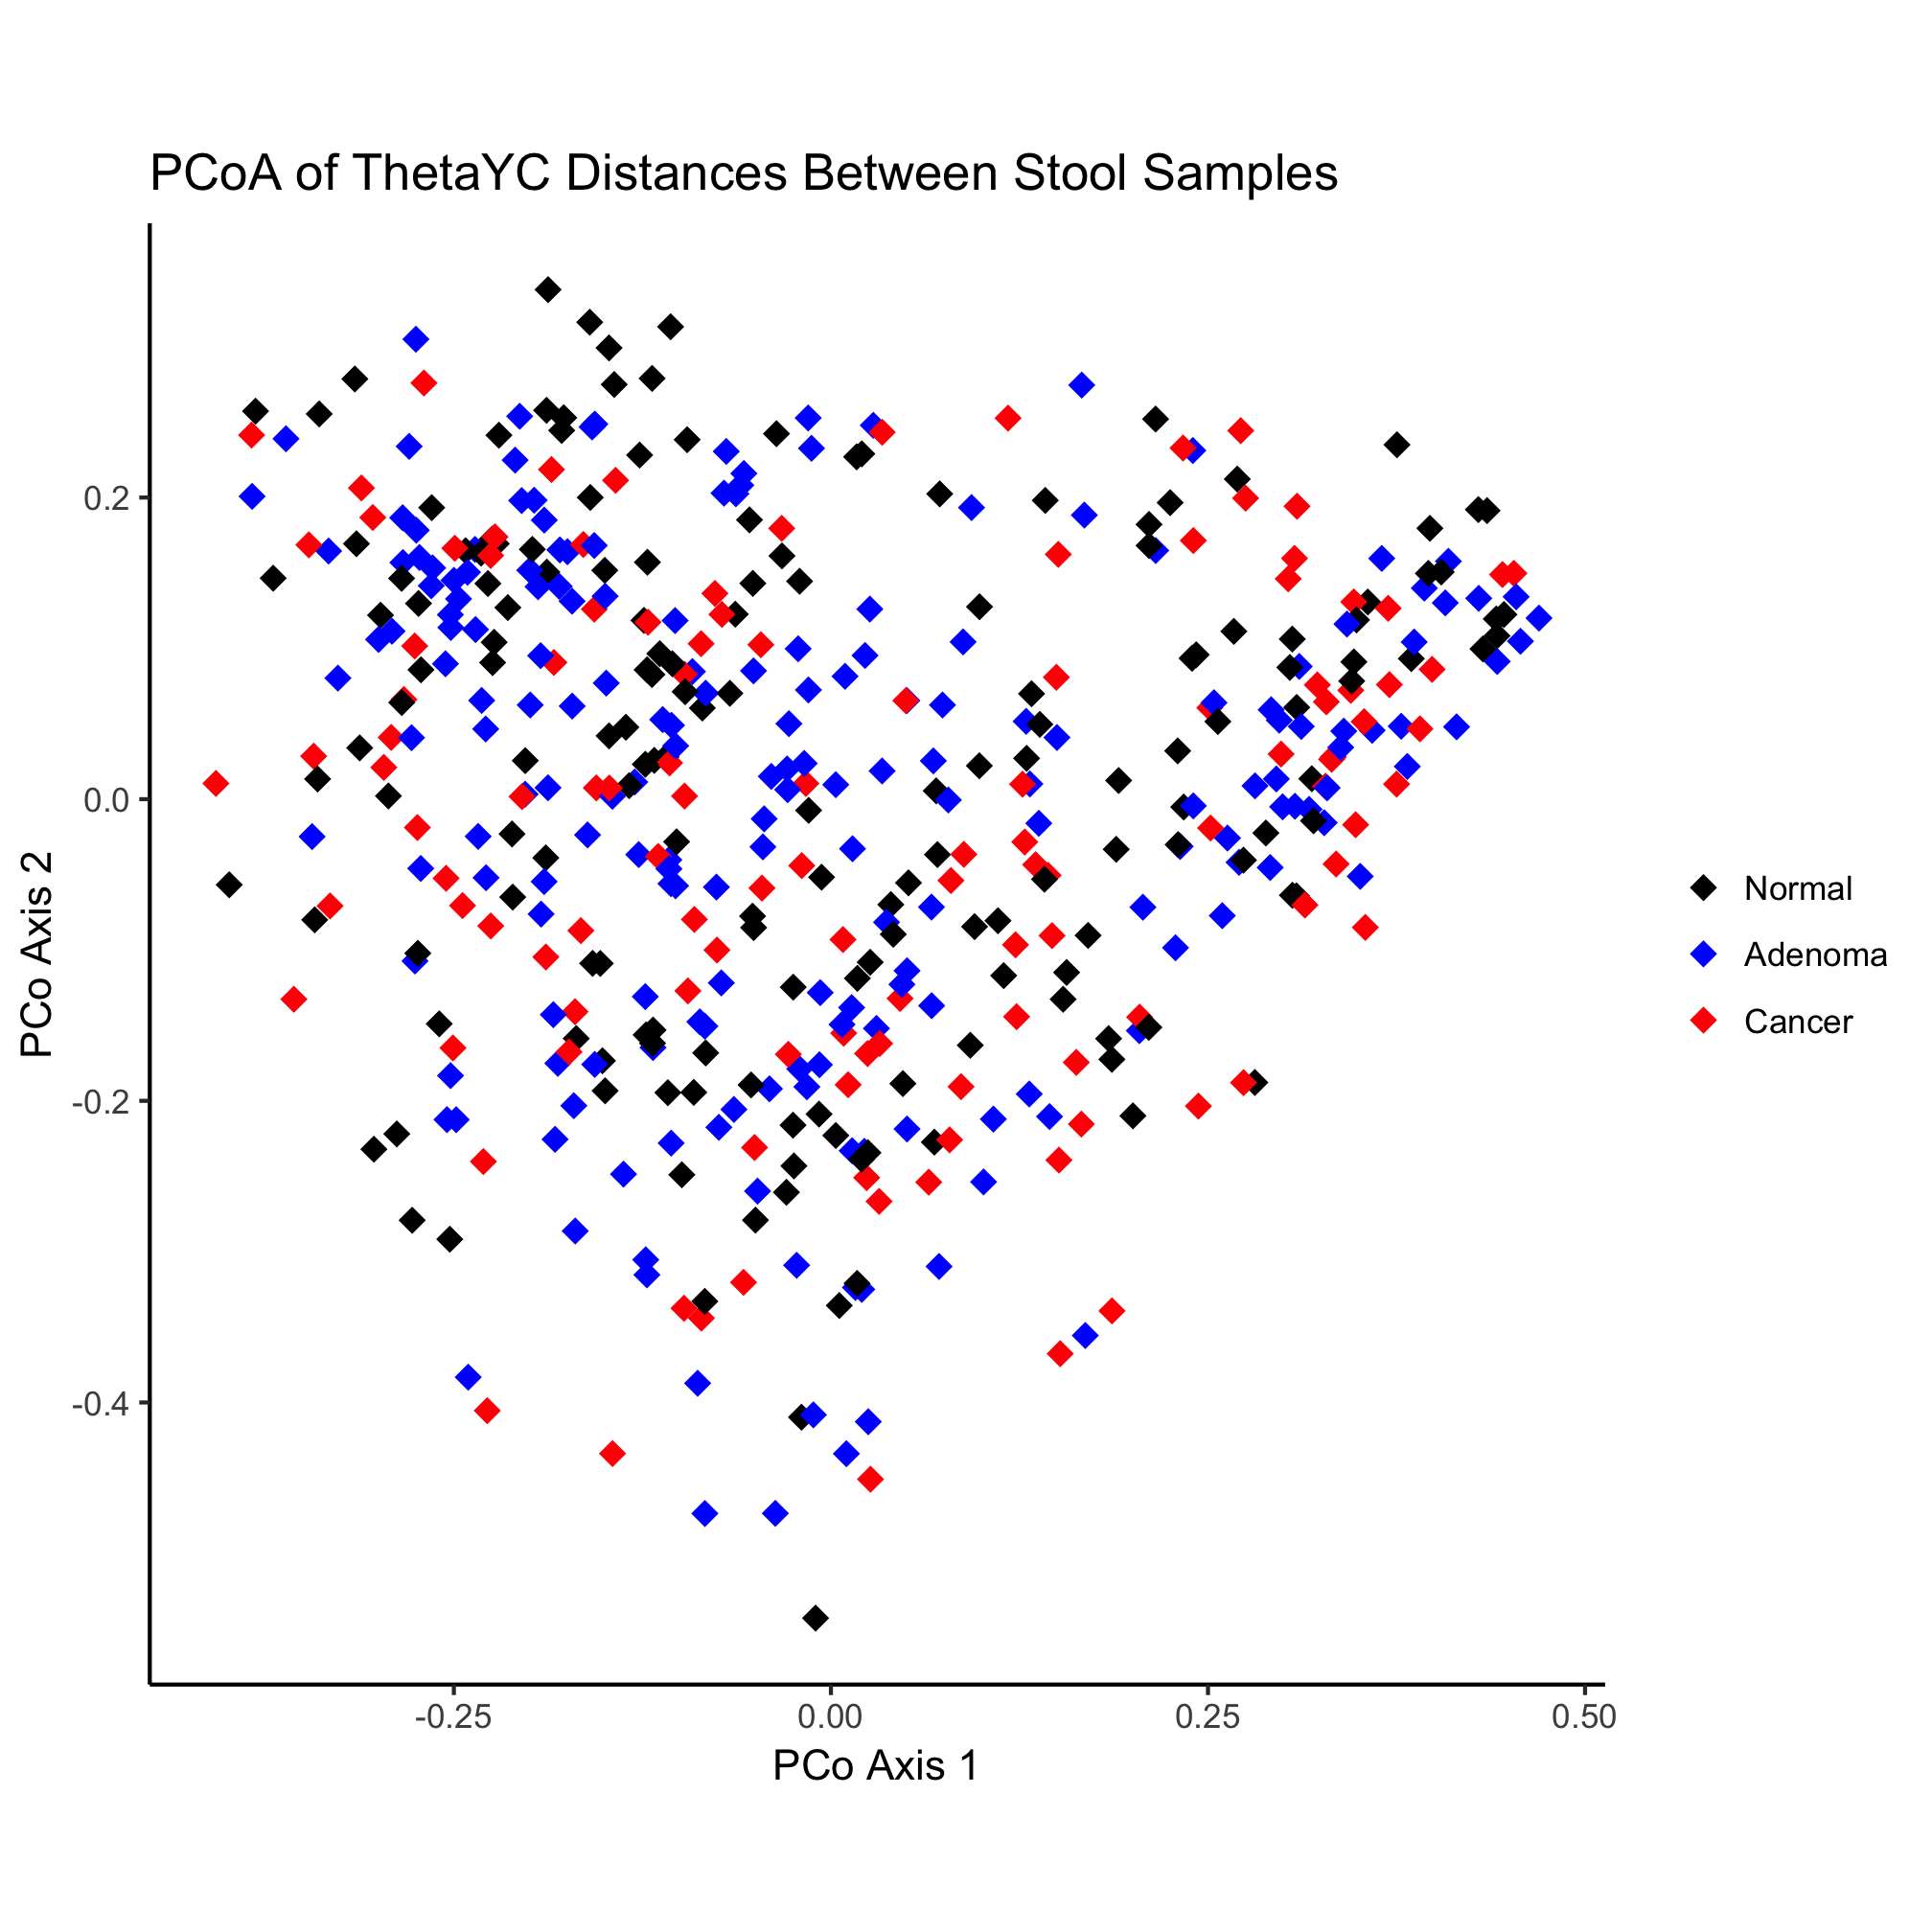 PCoA of ThetaYC Distances Between Stool Samples
PCo Axis 2
0.2
0.0
-0.2
-0.4
-0.25
0.00
0.25
0.50
PCo Axis 1
Normal
Adenoma
Cancer